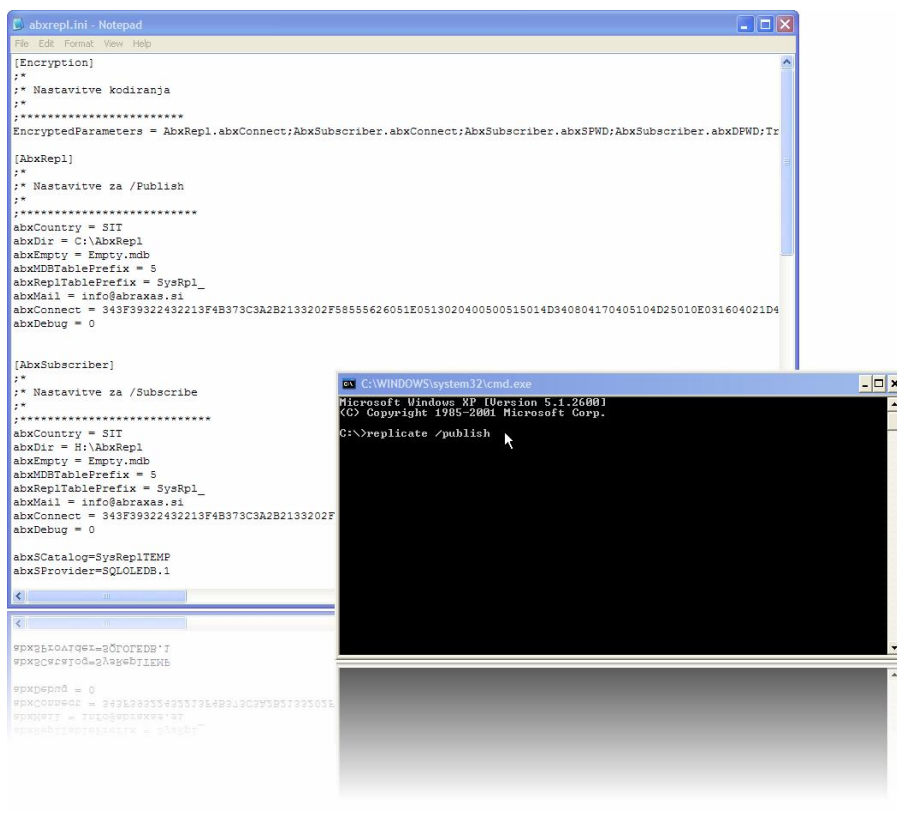 abxrepl.ini - Notepad
File Edit Format View Help
[Encryption]
;*
;* Nastavitve kodiranja
;*
;************************
EncryptedParameters = AbxRepl.abxConnect;AbxSubscriber.abxConnect;AbxSubscriber.abxSPWD;AbxSubscriber.abxDPWD;Tr
[AbxRepl]
;*
;* Nastavitve za /Publish
;*
;**************************
abxCountry = SIT
abxDir = C:\AbxRepl
abxEmpty = Empty.mdb
abxMDBTablePrefix = 5
abxReplTablePrefix = SysRpl_
abxMail = info@abraxas.si
abxConnect = 343F39322432213F4B373C3A2B2133202F58555626051E0513020400500515014D340804170405104D25010E031604021D4
abxDebug = 0
[AbxSubscriber]
;*
;* Nastavitve za /Subscribe
;*
;****************************
abxCountry = SIT
abxDir = H:\AbxRepl
abxEmpty = Empty.mdb
abxMDBTablePrefix = 5
abxReplTablePrefix = SysRpl_
abxMail = info@abraxas.si
abxConnect = 343F39322432213F4B373C3A2B2133202F
abxDebug = 0
abxSCatalog=SysReplTEMP
abxSProvider=SQLOLEDB.1
C:\WINDOWS\system32\cmd.exe
Microsoft Windows XP [Version 5.1.2600]
(C) Copyright 1985-2001 Microsoft Corp.
C:\>replicate /publish